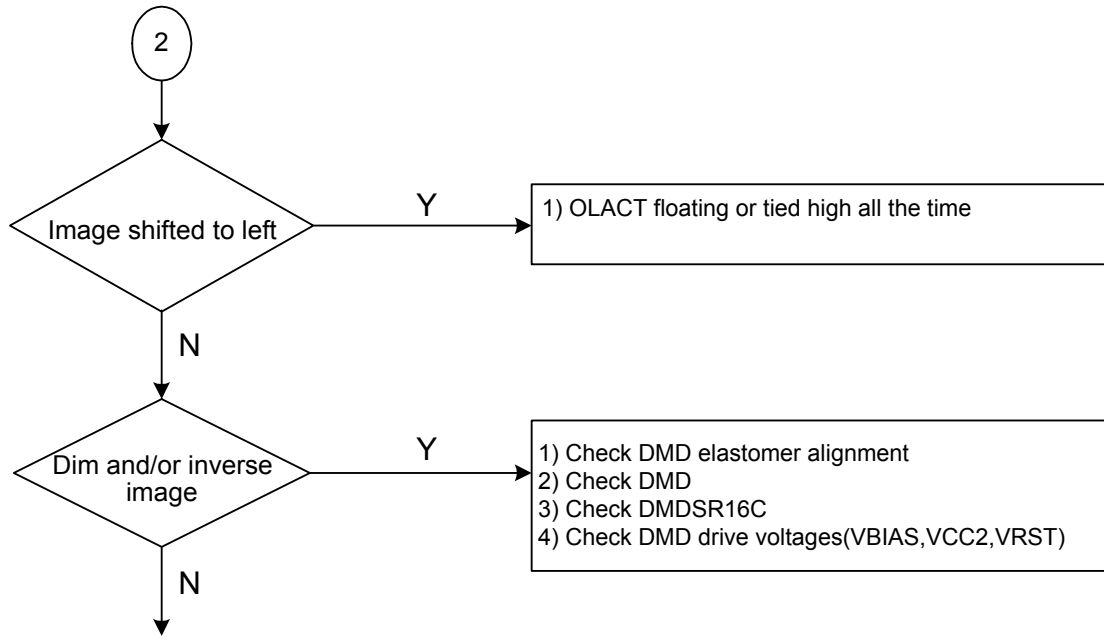 2
Image shifted to left
Y
1) OLACT floating or tied high all the time
N
Dim and/or inverse
image
Y
1) Check DMD elastomer alignment
2) Check DMD
3) Check DMDSR16C
4) Check DMD drive voltages(VBIAS,VCC2,VRST)
N